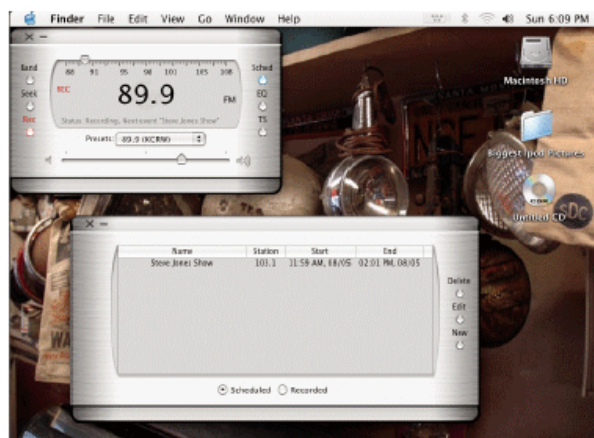 Finder File Edit View Go Window Help Sun 6:09 PM
Band Sched
88 91 95 98 101 105 108
Seek REC 89.9 FM EQ
Rec Status: Recording, Next event "Steve Jones Show" TS
Presets: 89.9 (KCRW)
Macintosh HD
Biggest Ipod Pictures
Untitled CD
SDC
Name Station Start End
Steve Jones Show 103.1 11:59 AM, 08/05 02:01 PM, 08/05
Delete
Edit
New
Scheduled Recorded